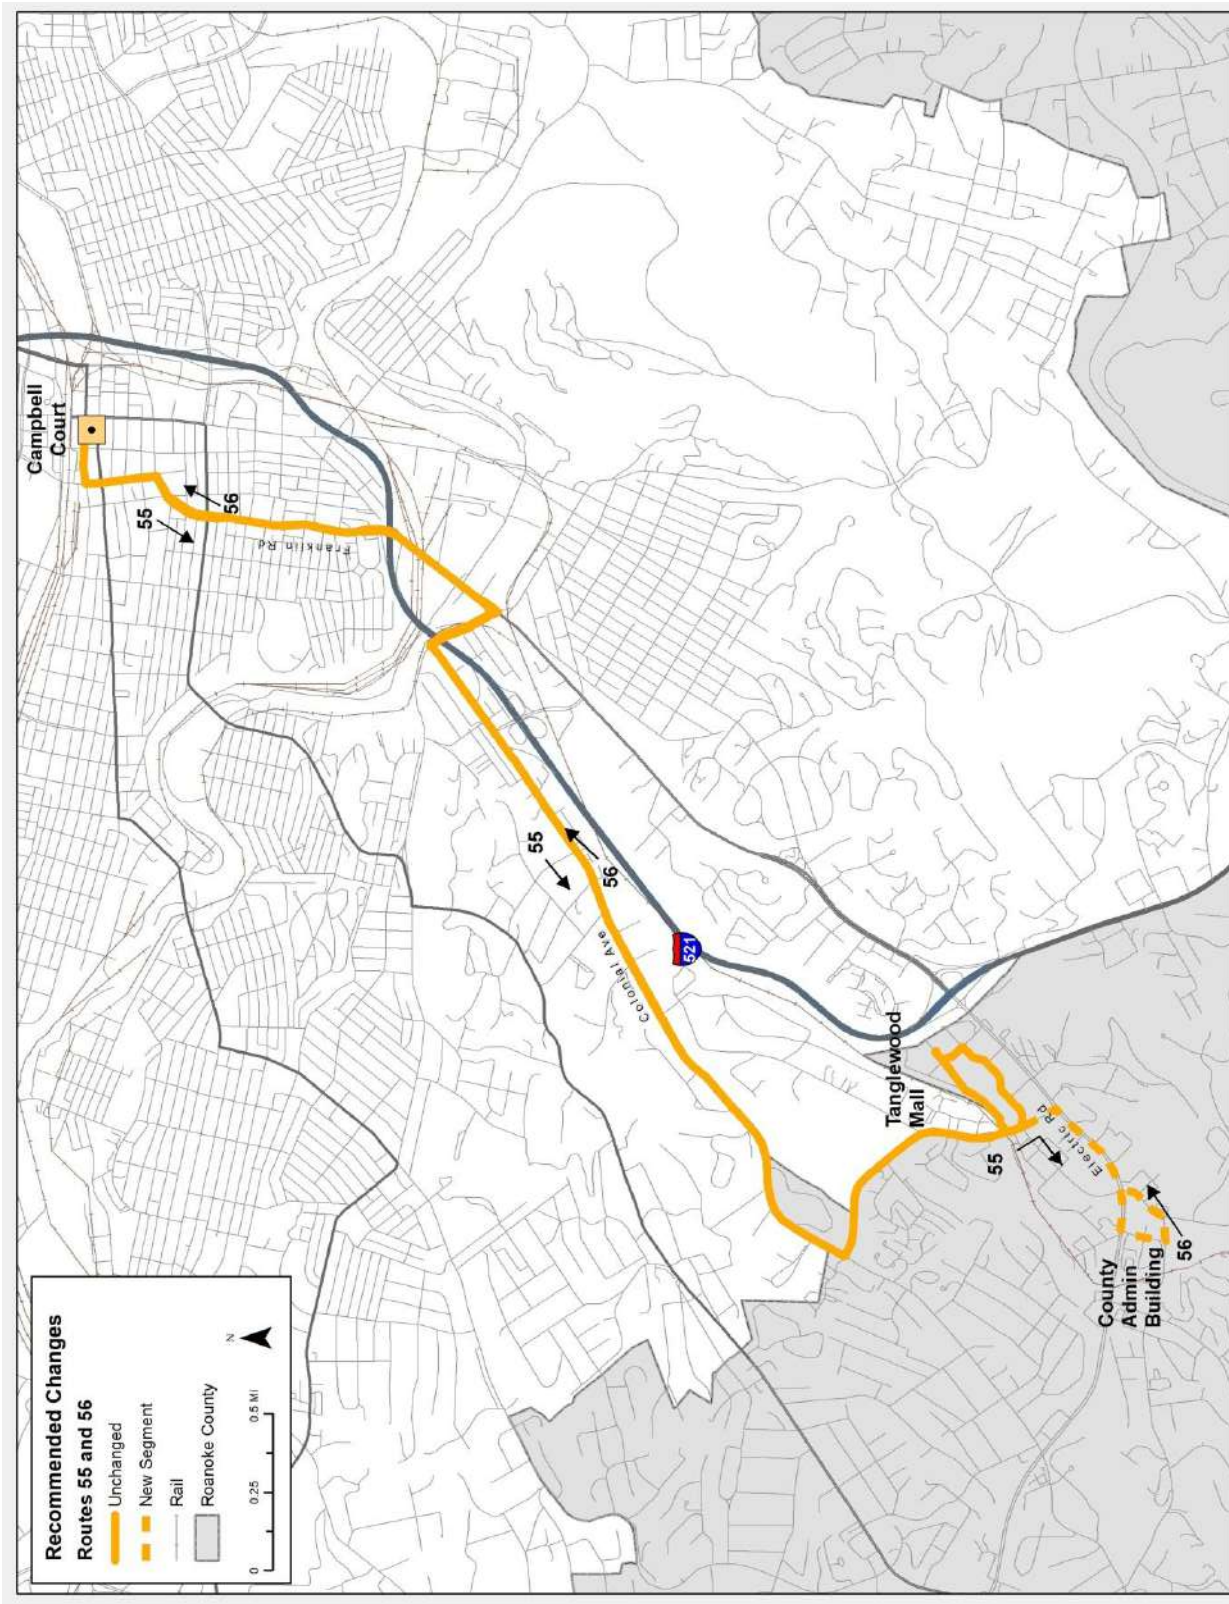 Recommended Changes
Routes 55 and 56
Unchanged
New Segment
Rail
Roanoke County
N
0
0.25
0.5 Mi
Campbell
Court
55
56
Franklin Rd
55
56
Colonial Ave
521
Tanglewood
Mall
55
Electric Rd
County
Admin
Building
56